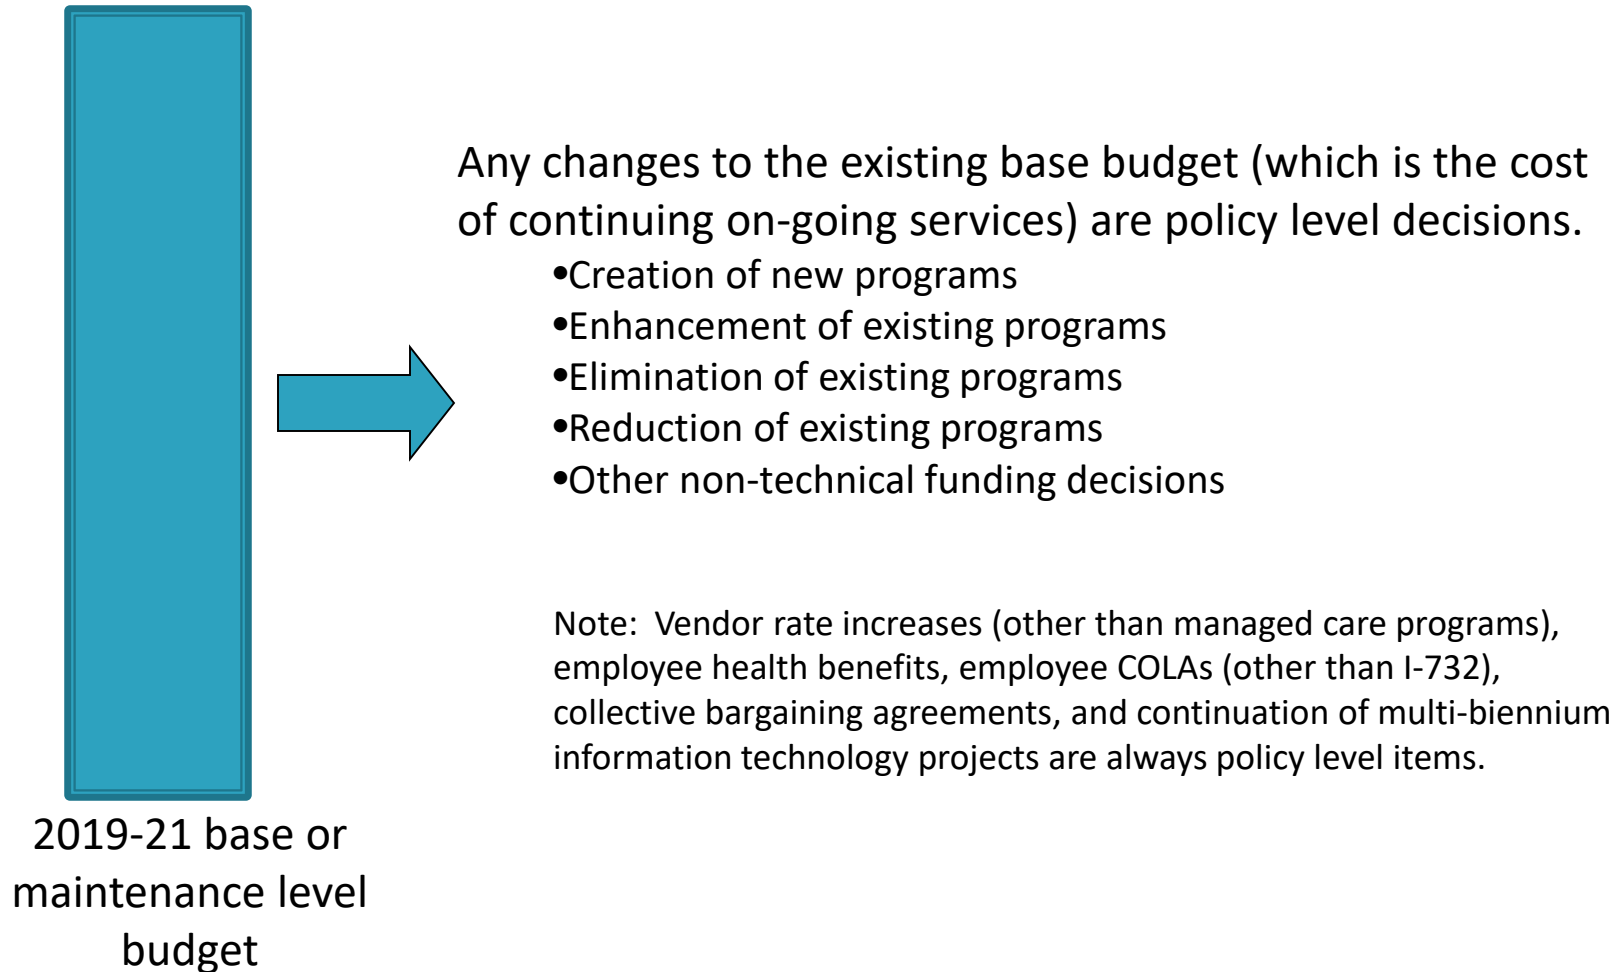 Any changes to the existing base budget (which is the cost
of continuing on-going services) are policy level decisions.
•Creation of new programs
•Enhancement of existing programs
•Elimination of existing programs
•Reduction of existing programs
•Other non-technical funding decisions
Note:  Vendor rate increases (other than managed care programs),
employee health benefits, employee COLAs (other than I-732),
collective bargaining agreements, and continuation of multi-biennium
information technology projects are always policy level items.
2019-21 base or
maintenance level
budget